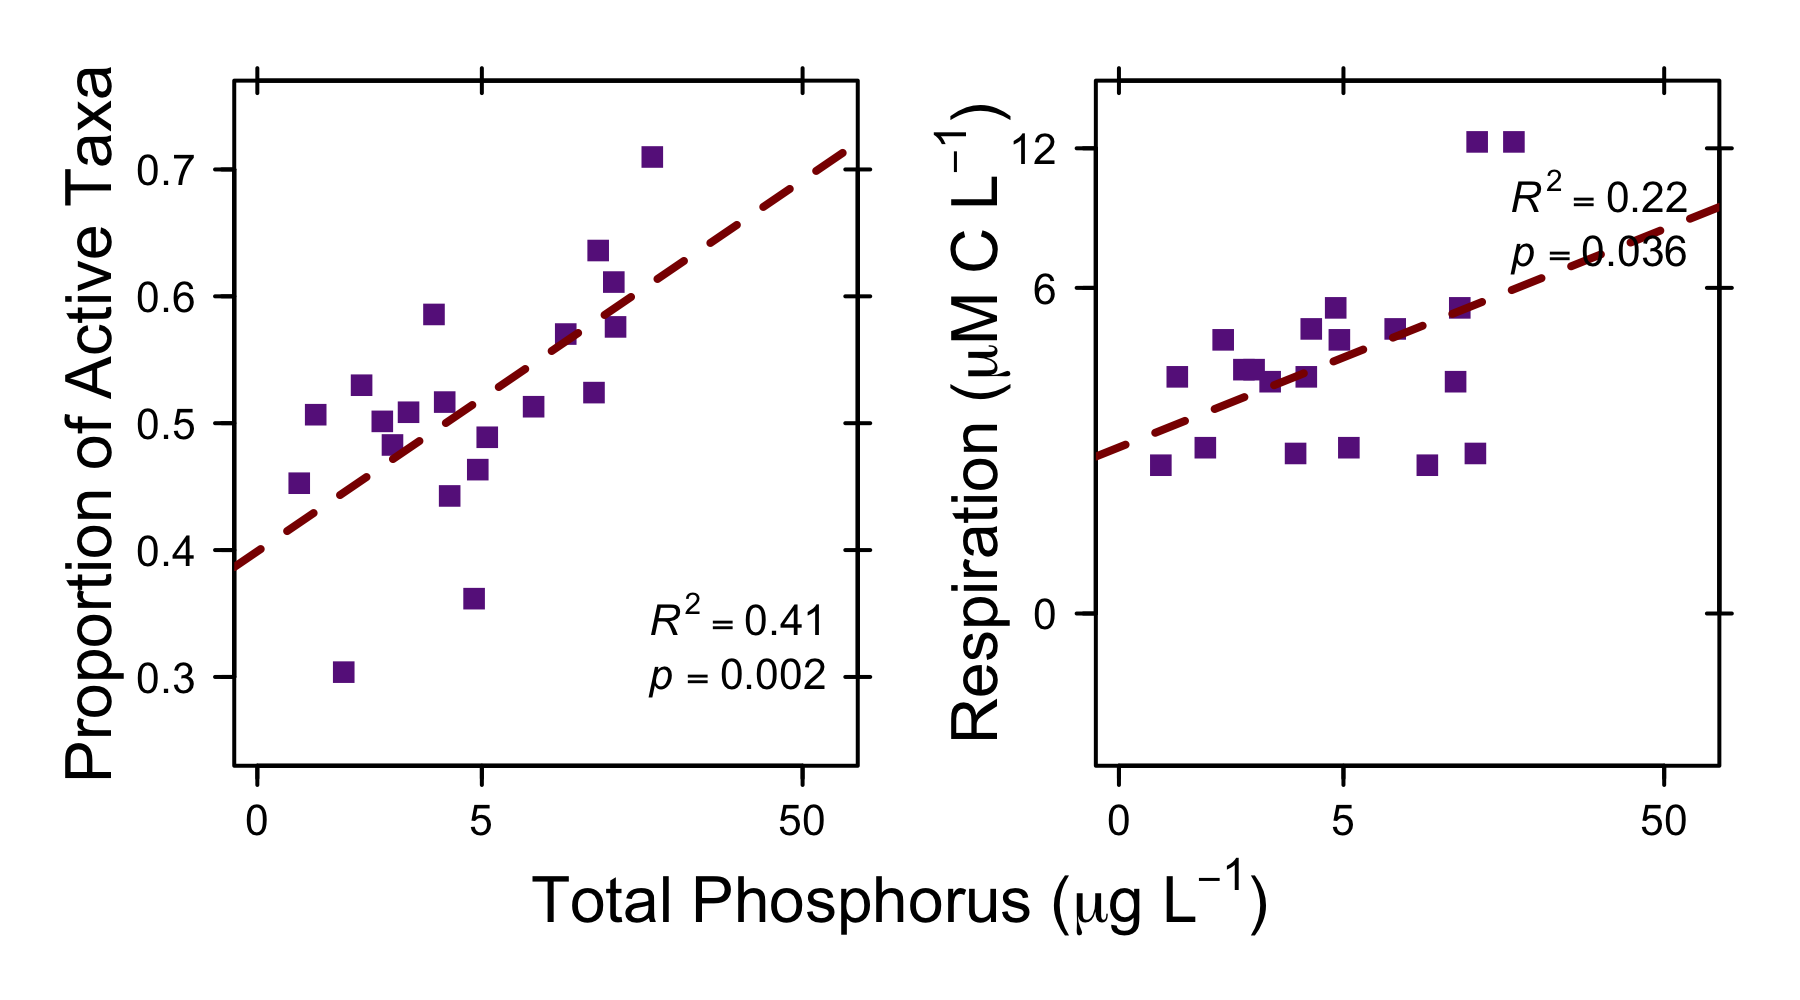 Proportion of Active Taxa
0.7
0.6
0.5
0.4
0.3
R² = 0.41
p = 0.002
0 5 50
Respiration (μM C L⁻¹)
12
6
0
R² = 0.22
p = 0.036
0 5 50
Total Phosphorus (μg L⁻¹)